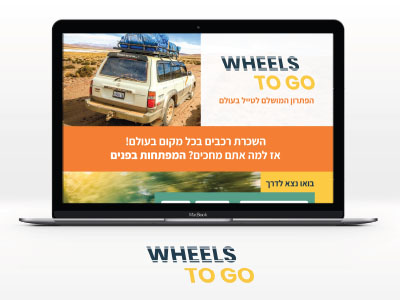 WHEELS
TO GO
הפתרון המושלם לטייל בעולם
השכרת רכבים בכל מקום בעולם!
אז למה אתם מחכים? המפתחות בפנים
בואו נצא לדרך
MacBook
WHEELS
TO GO